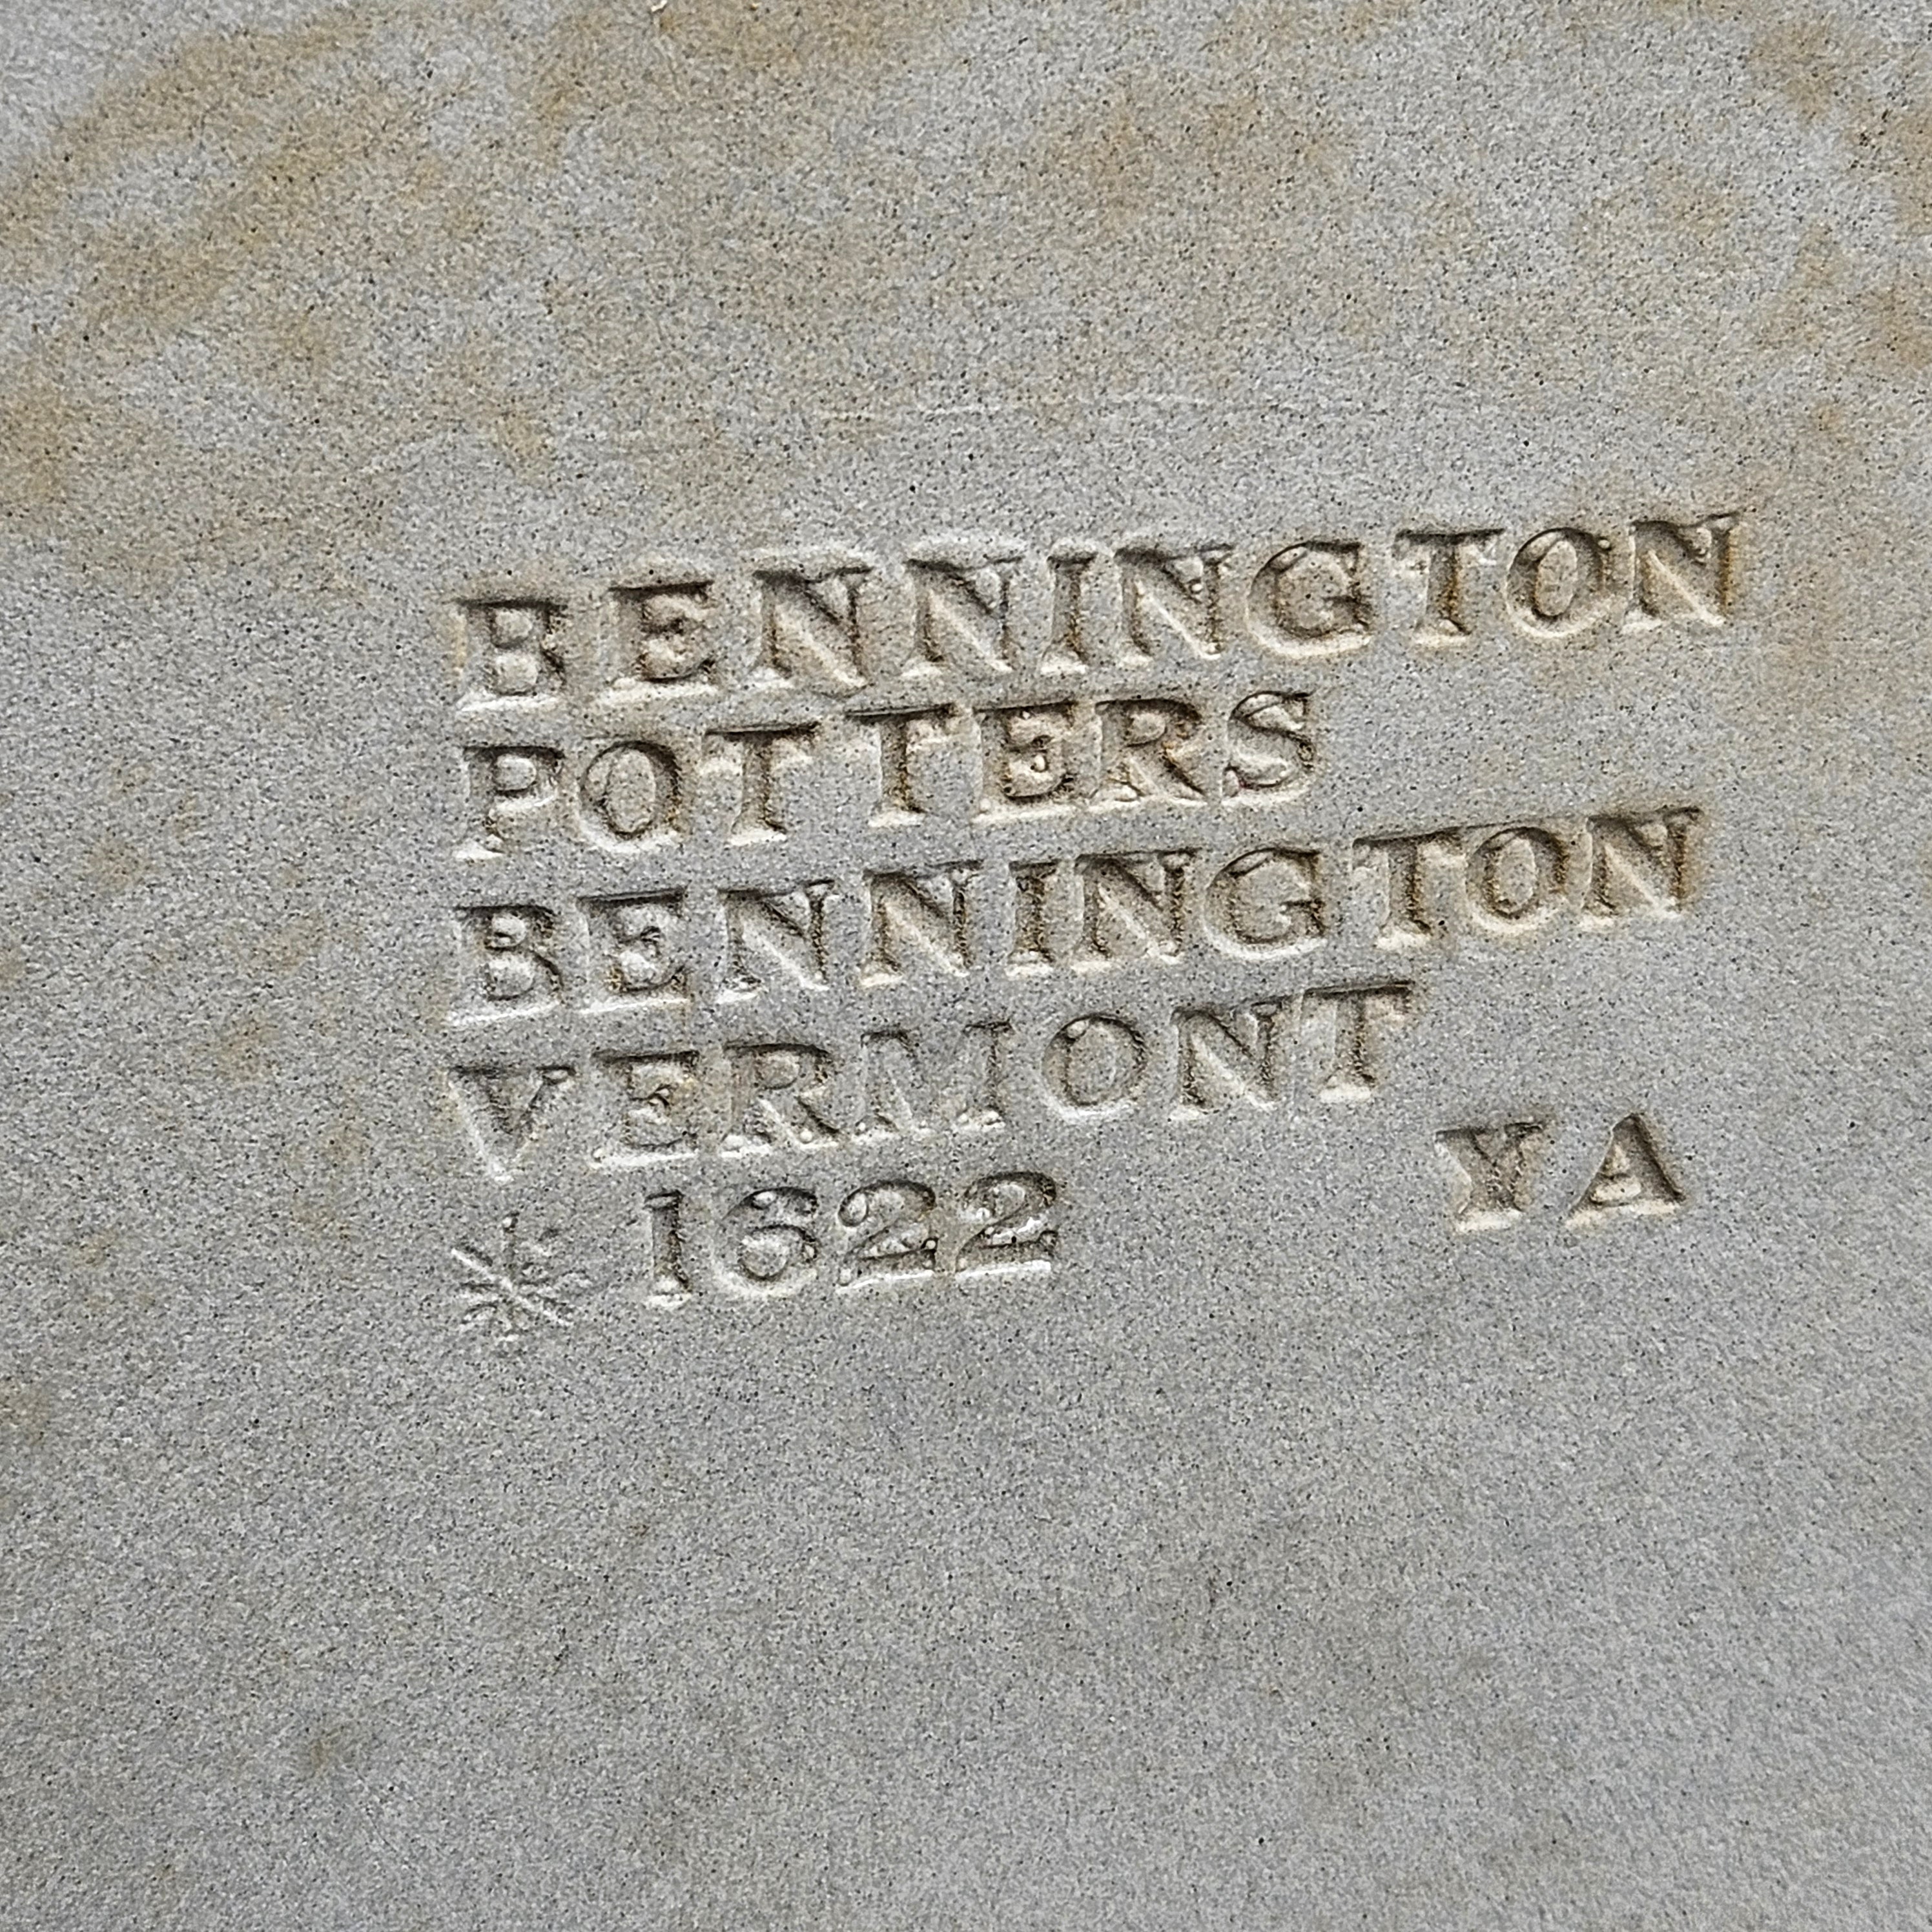 BENNINGTON
POTTERS
BENNINGTON
VERMONT
* 1622 YA